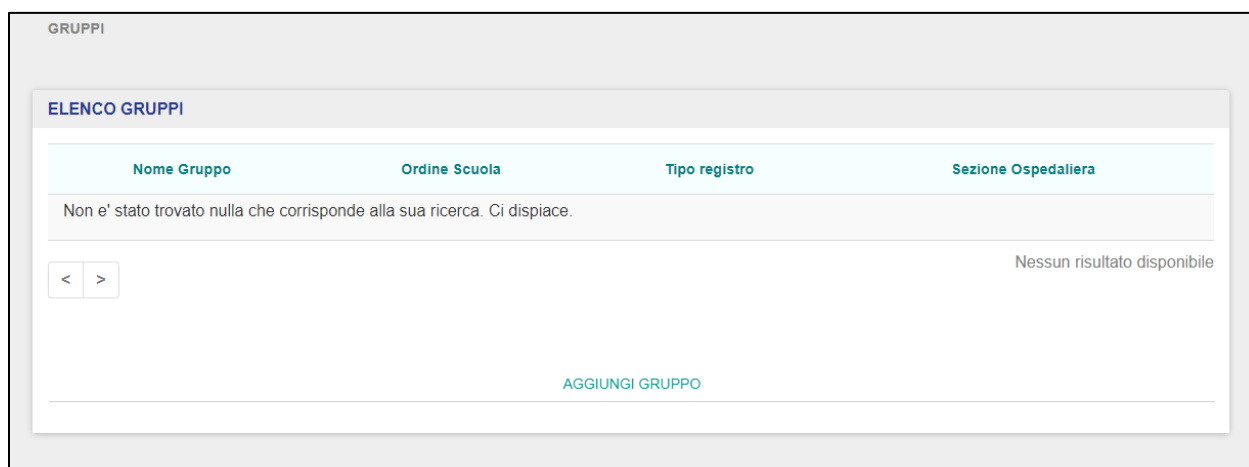 GRUPPI
ELENCO GRUPPI
Nome Gruppo Ordine Scuola Tipo registro Sezione Ospedaliera
Non e' stato trovato nulla che corrisponde alla sua ricerca. Ci dispiace.
Nessun risultato disponibile
< >
AGGIUNGI GRUPPO